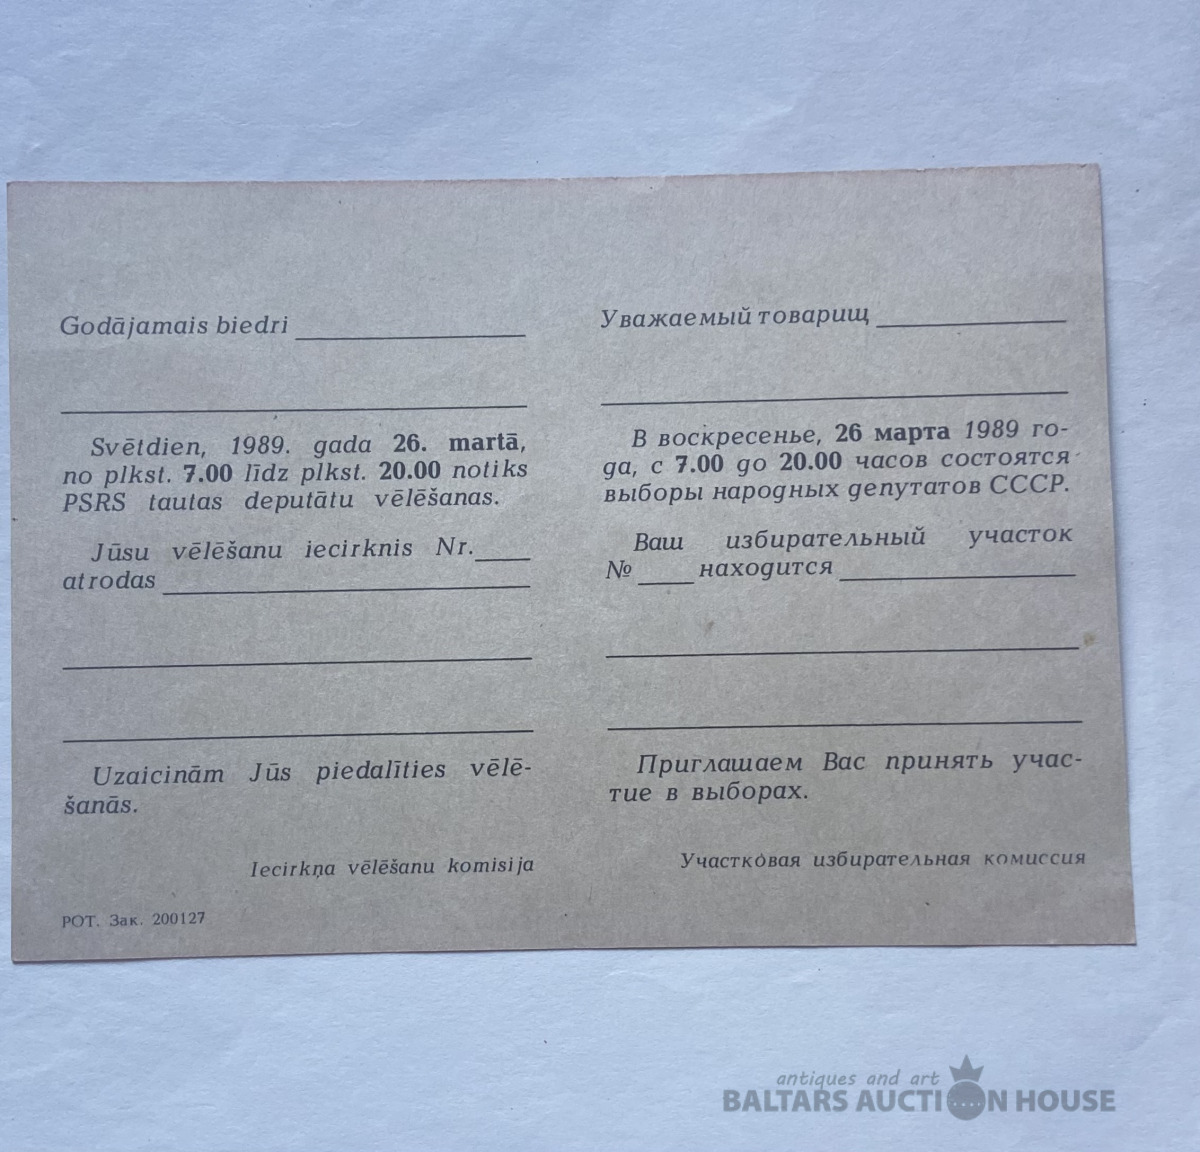 Godājamais biedri
Svētdien, 1989. gada 26. martā,
no plkst. 7.00 līdz plkst. 20.00 notiks
PSRS tautas deputātu vēlēšanas.
Jūsu vēlēšanu iecirknis Nr.
atrodas
Uzaicinām Jūs piedalīties vēlē-
šanās.
Iecirkņa vēlēšanu komisija
РОТ. Зак. 200127
Уважаемый товарищ
В воскресенье, 26 марта 1989 го-
да, с 7.00 до 20.00 часов состоятся
выборы народных депутатов СССР.
Ваш избирательный участок
№ находится
Приглашаем Вас принять учас-
тие в выборах.
Участковая избирательная комиссия
antiques and art
BALTARS AUCTION HOUSE